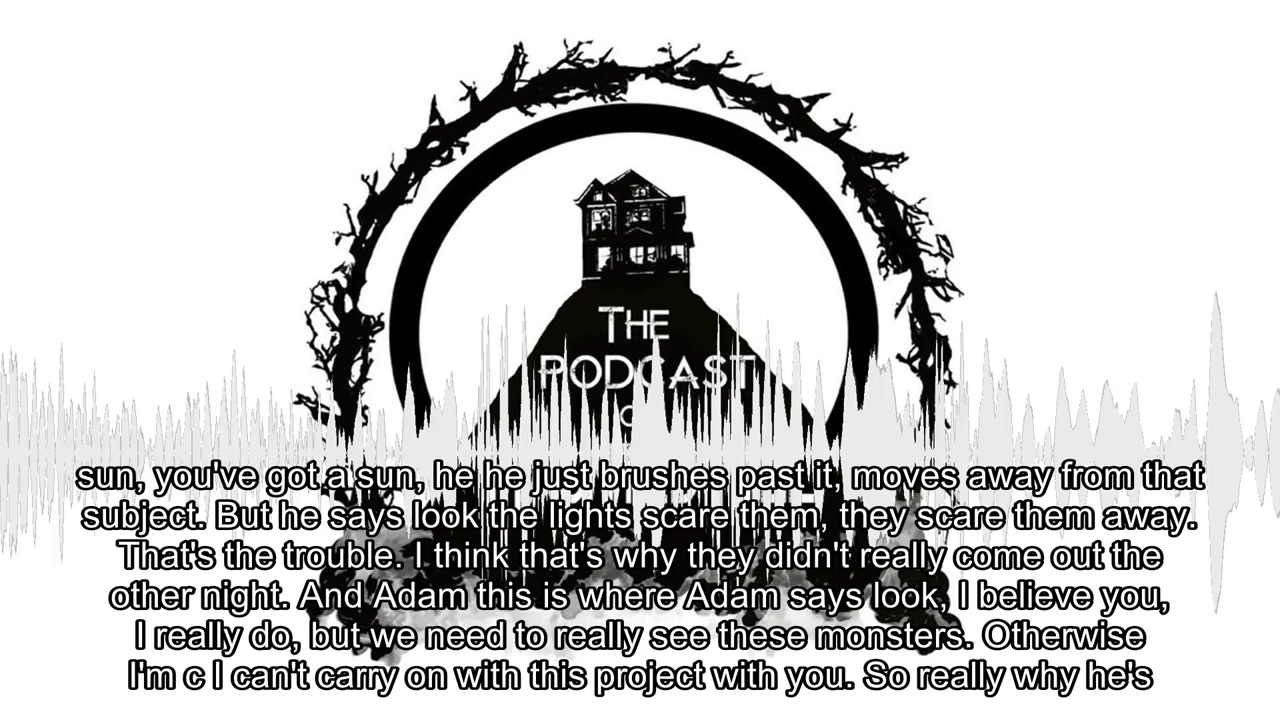 THE
PODCAST
sun, you've got a sun, he he just brushes past it, moves away from that
subject. But he says look the lights scare them, they scare them away.
That's the trouble. I think that's why they didn't really come out the
other night. And Adam this is where Adam says look, I believe you,
I really do, but we need to really see these monsters. Otherwise
I'm c I can't carry on with this project with you. So really why he's